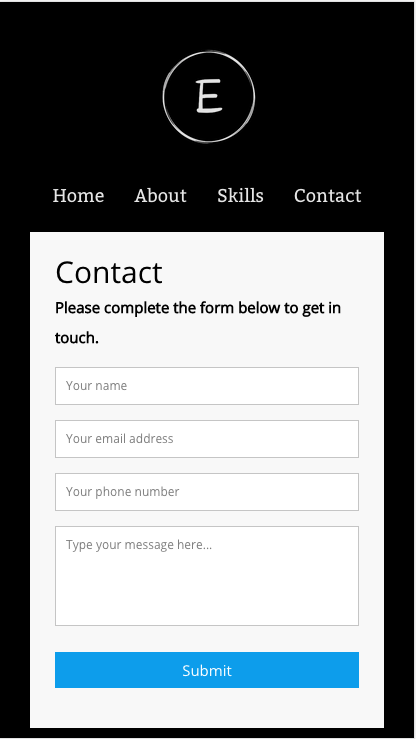 E
Home About Skills Contact
Contact
Please complete the form below to get in
touch.
Your name
Your email address
Your phone number
Type your message here...
Submit